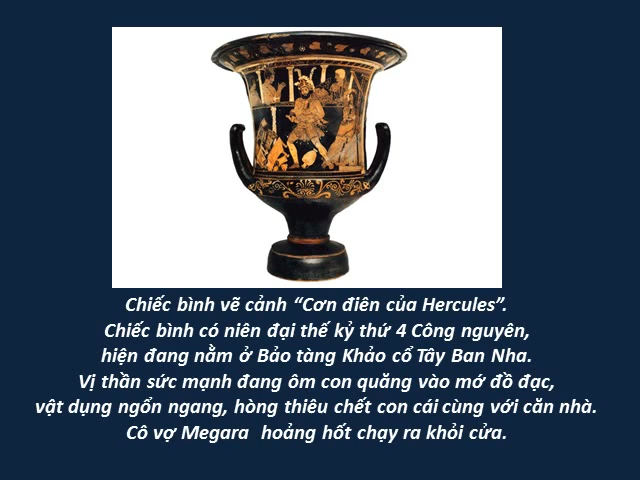 Chiếc bình vẽ cảnh “Cơn điên của Hercules”.
Chiếc bình có niên đại thế kỷ thứ 4 Công nguyên,
hiện đang nằm ở Bảo tàng Khảo cổ Tây Ban Nha.
Vị thần sức mạnh đang ôm con quăng vào mớ đồ đạc,
vật dụng ngổn ngang, hòng thiêu chết con cái cùng với căn nhà.
Cô vợ Megara hoảng hốt chạy ra khỏi cửa.